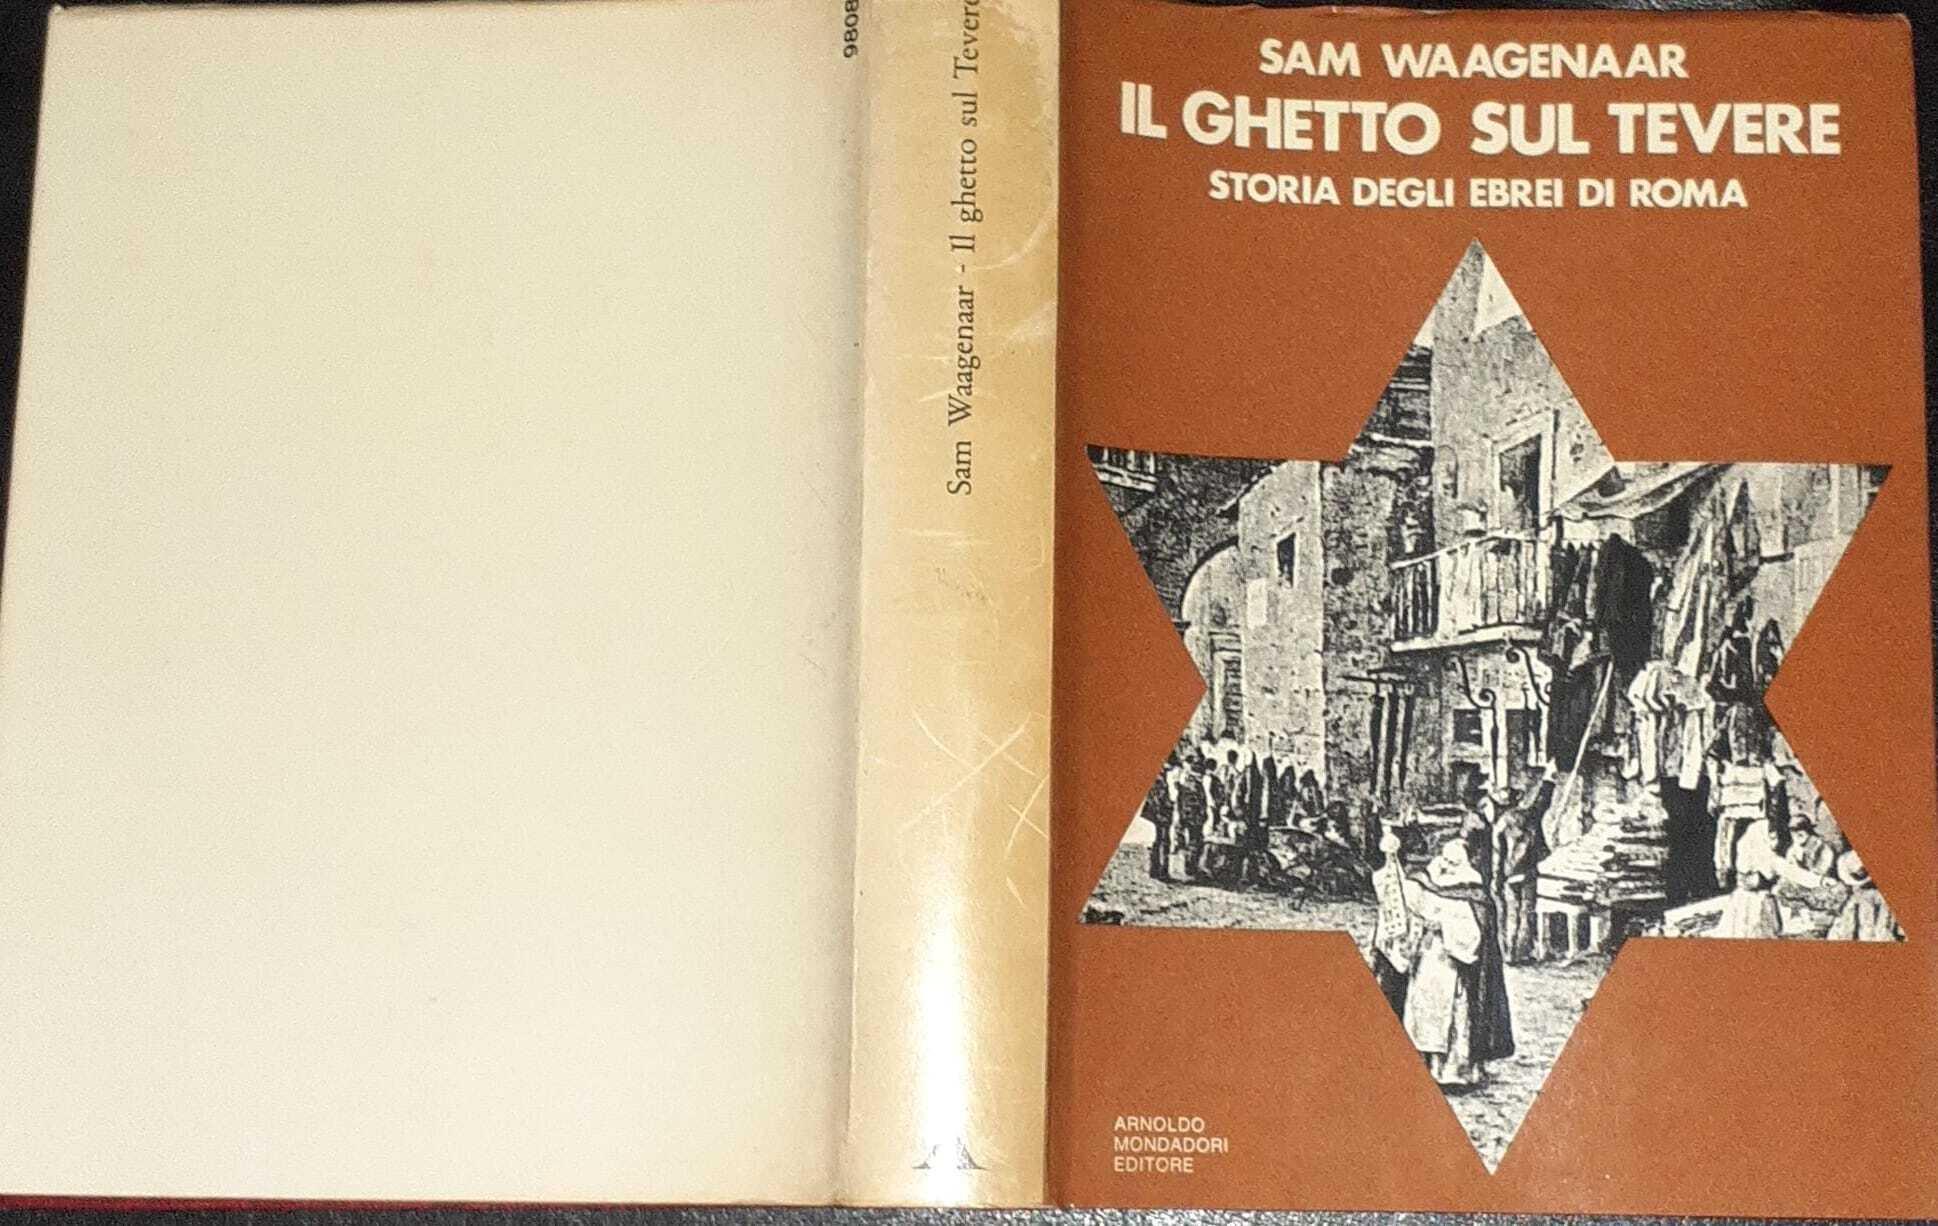 9808
Sam Waagenaar - Il ghetto sul Tevere
SAM WAAGENAAR
IL GHETTO SUL TEVERE
STORIA DEGLI EBREI DI ROMA
ARNOLDO
MONDADORI
EDITORE